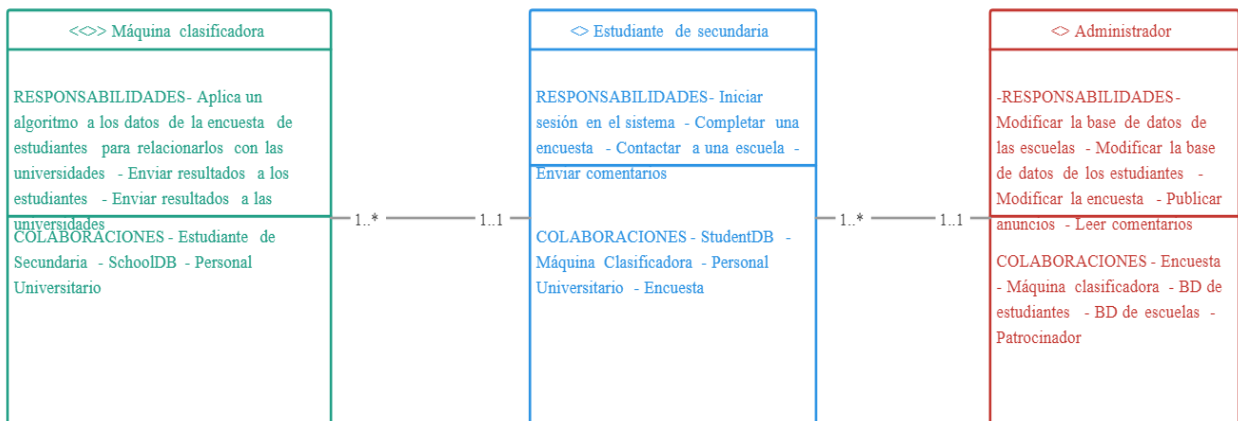 <<>> Máquina clasificadora
RESPONSABILIDADES- Aplica un
algoritmo a los datos de la encuesta de
estudiantes para relacionarlos con las
universidades - Enviar resultados a los
estudiantes - Enviar resultados a las
universidades
COLABORACIONES - Estudiante de
Secundaria - SchoolDB - Personal
Universitario
1..*
1..1
<> Estudiante de secundaria
RESPONSABILIDADES- Iniciar
sesión en el sistema - Completar una
encuesta - Contactar a una escuela -
Enviar comentarios
COLABORACIONES - StudentDB -
Máquina Clasificadora - Personal
Universitario - Encuesta
1..*
1..1
<> Administrador
-RESPONSABILIDADES-
Modificar la base de datos de
las escuelas - Modificar la base
de datos de los estudiantes -
Modificar la encuesta - Publicar
anuncios - Leer comentarios
COLABORACIONES - Encuesta
- Máquina clasificadora - BD de
estudiantes - BD de escuelas -
Patrocinador